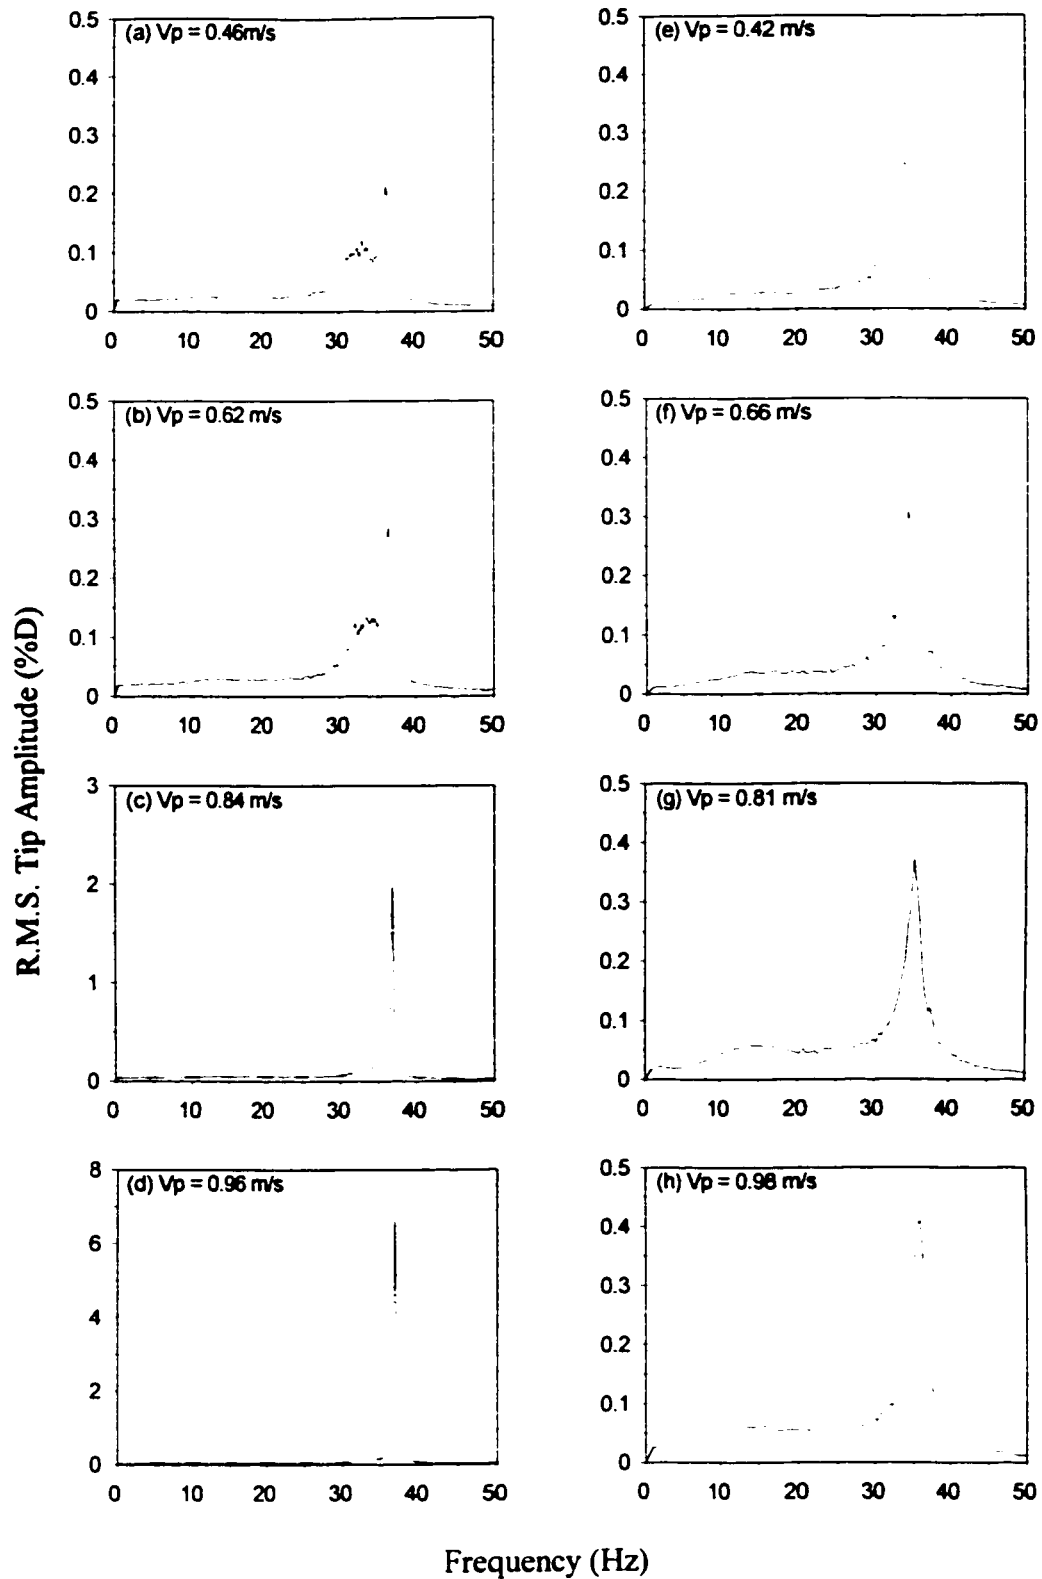 R.M.S. Tip Amplitude (%D)
(a) Vp = 0.46m/s
0.5
0.4
0.3
0.2
0.1
0
0 10 20 30 40 50
(e) Vp = 0.42 m/s
0.5
0.4
0.3
0.2
0.1
0
0 10 20 30 40 50
(b) Vp = 0.62 m/s
0.5
0.4
0.3
0.2
0.1
0
0 10 20 30 40 50
(f) Vp = 0.66 m/s
0.5
0.4
0.3
0.2
0.1
0
0 10 20 30 40 50
(c) Vp = 0.84 m/s
3
2
1
0
0 10 20 30 40 50
(g) Vp = 0.81 m/s
0.5
0.4
0.3
0.2
0.1
0
0 10 20 30 40 50
(d) Vp = 0.96 m/s
8
6
4
2
0
0 10 20 30 40 50
(h) Vp = 0.98 m/s
0.5
0.4
0.3
0.2
0.1
0
0 10 20 30 40 50
Frequency (Hz)